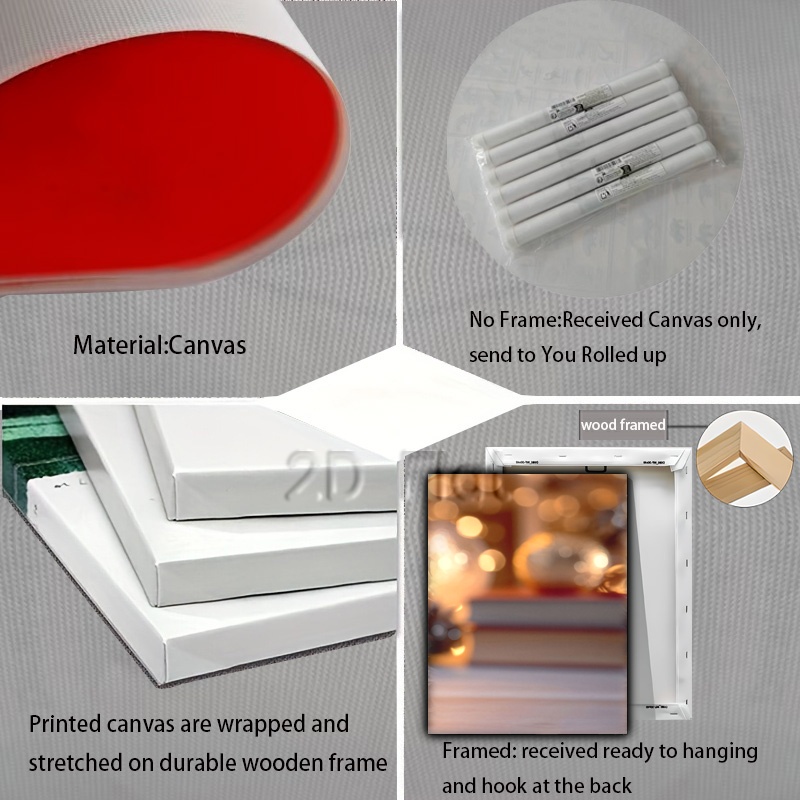 Material:Canvas
No Frame:Received Canvas only,
send to You Rolled up
wood framed
2D
Printed canvas are wrapped and
stretched on durable wooden frame
Framed: received ready to hanging
and hook at the back